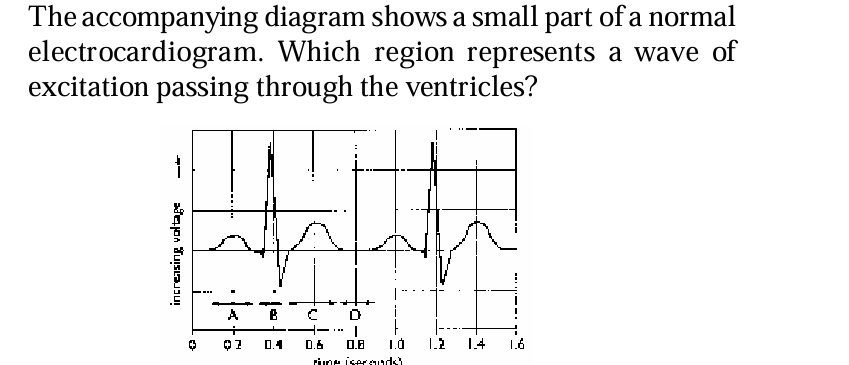 The accompanying diagram shows a small part of a normal
electrocardiogram. Which region represents a wave of
excitation passing through the ventricles?
increasing voltage
A B C D
0 0.2 0.4 0.6 0.8 1.0 1.2 1.4 1.6
time (seconds)